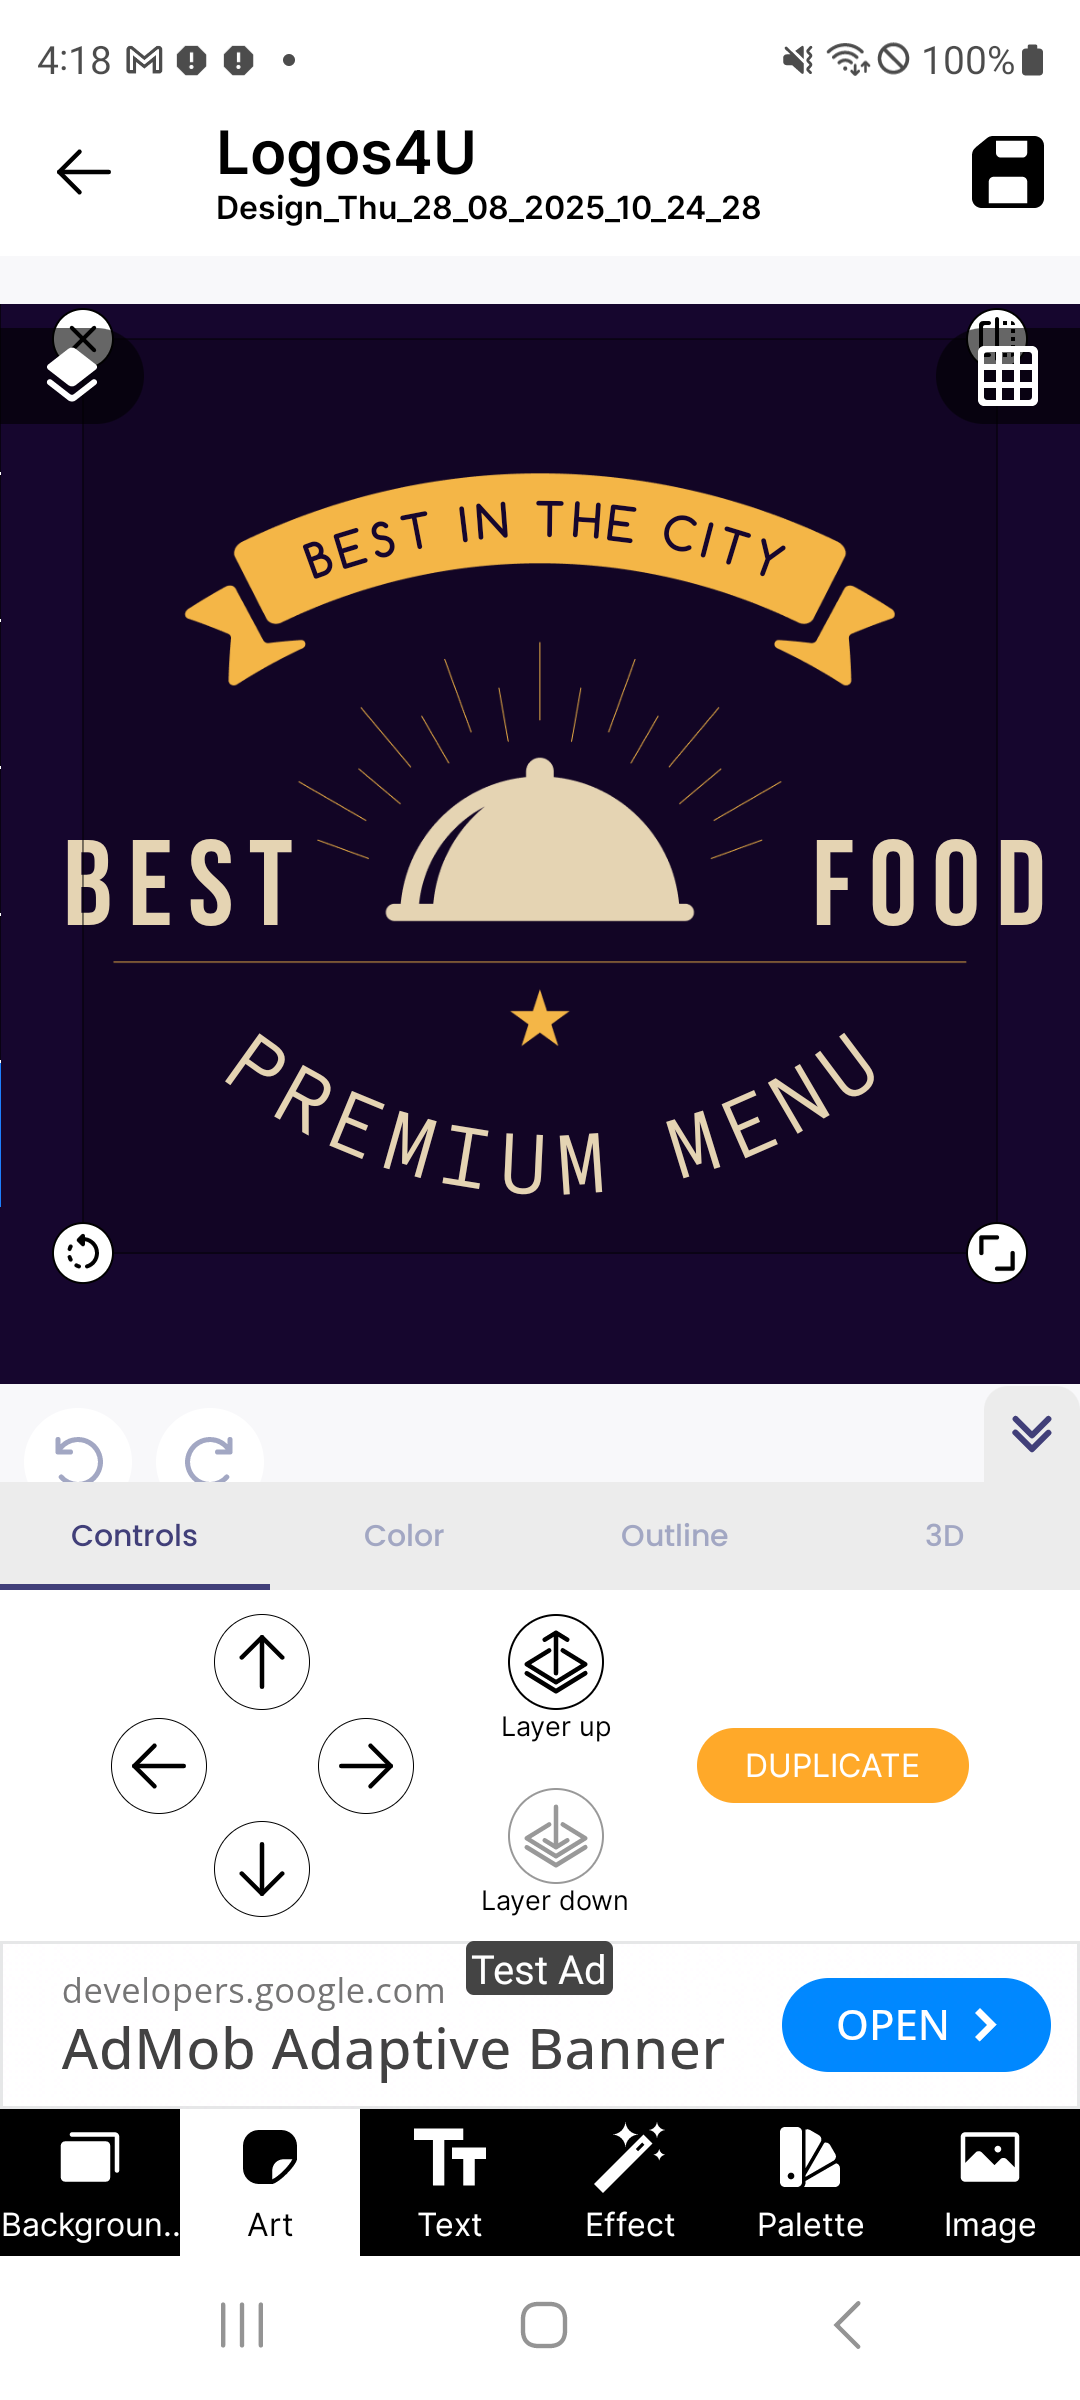 4:18
100%
Logos4U
Design_Thu_28_08_2025_10_24_28
BEST IN THE CITY
BEST FOOD
PREMIUM MENU
Controls Color Outline 3D
Layer up
DUPLICATE
Layer down
Test Ad
developers.google.com
AdMob Adaptive Banner
OPEN
Backgroun.. Art Text Effect Palette Image